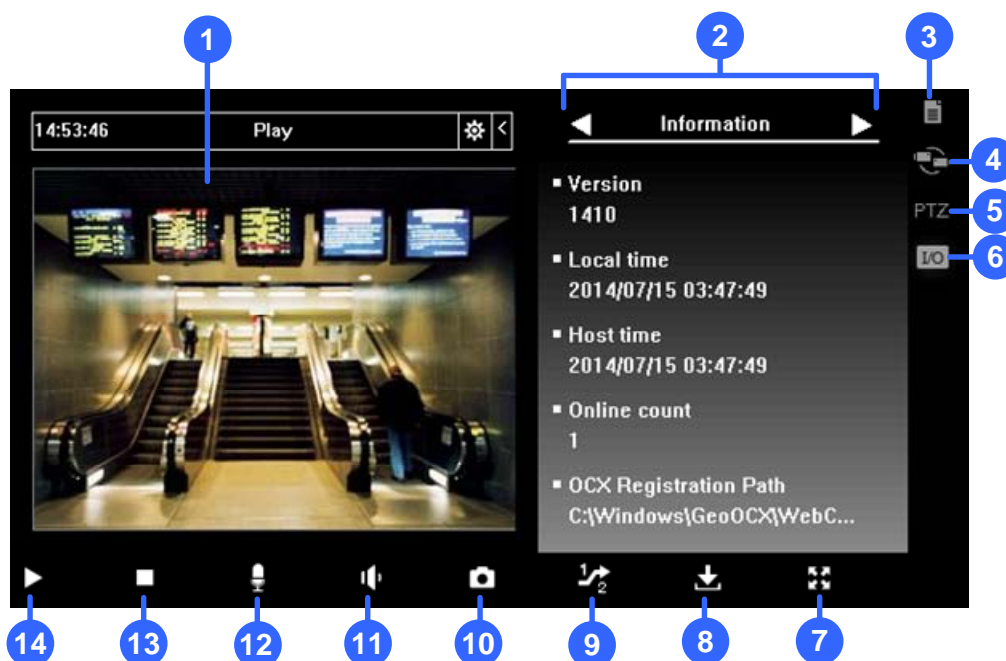 1
2
3
14:53:46 Play
Information
4
Version
1410
PTZ
5
Local time
2014/07/15 03:47:49
I/O
6
Host time
2014/07/15 03:47:49
Online count
1
OCX Registration Path
C:\Windows\GeoOCX\WebC...
1
2
14
13
12
11
10
9
8
7